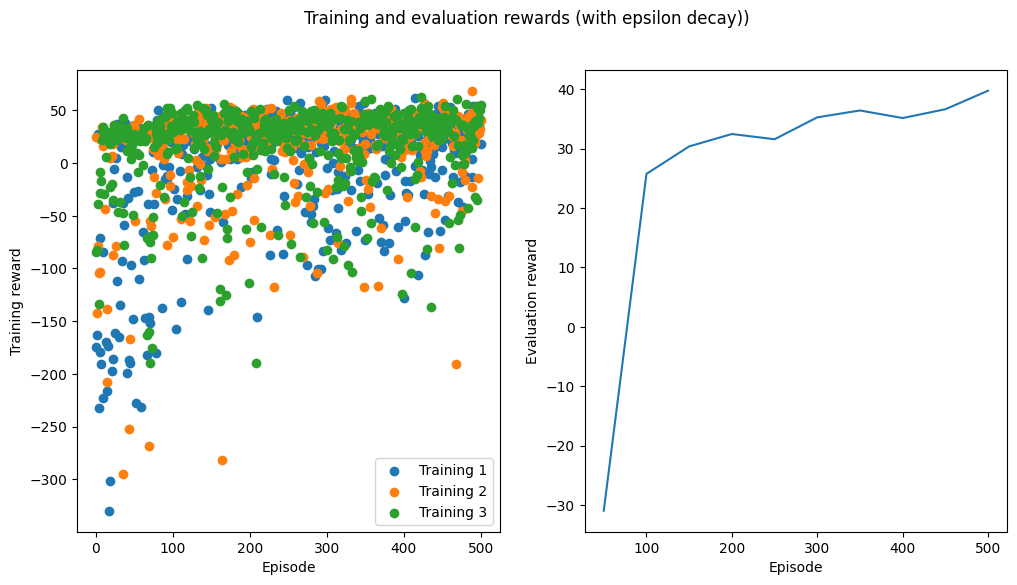 Training and evaluation rewards (with epsilon decay))
Training reward
50
0
−50
−100
−150
−200
−250
−300
0 100 200 300 400 500
Episode
Training 1
Training 2
Training 3
Evaluation reward
40
30
20
10
0
−10
−20
−30
100 200 300 400 500
Episode